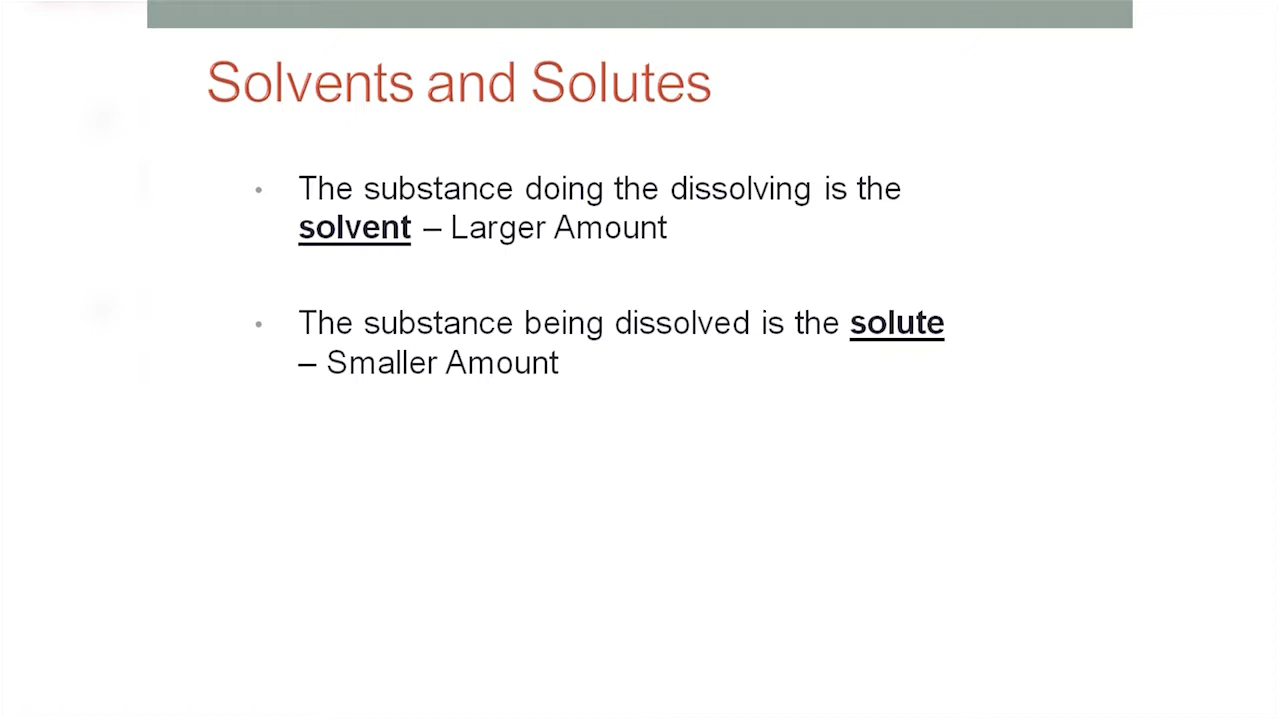 Solvents and Solutes
• The substance doing the dissolving is the
solvent – Larger Amount
• The substance being dissolved is the solute
– Smaller Amount